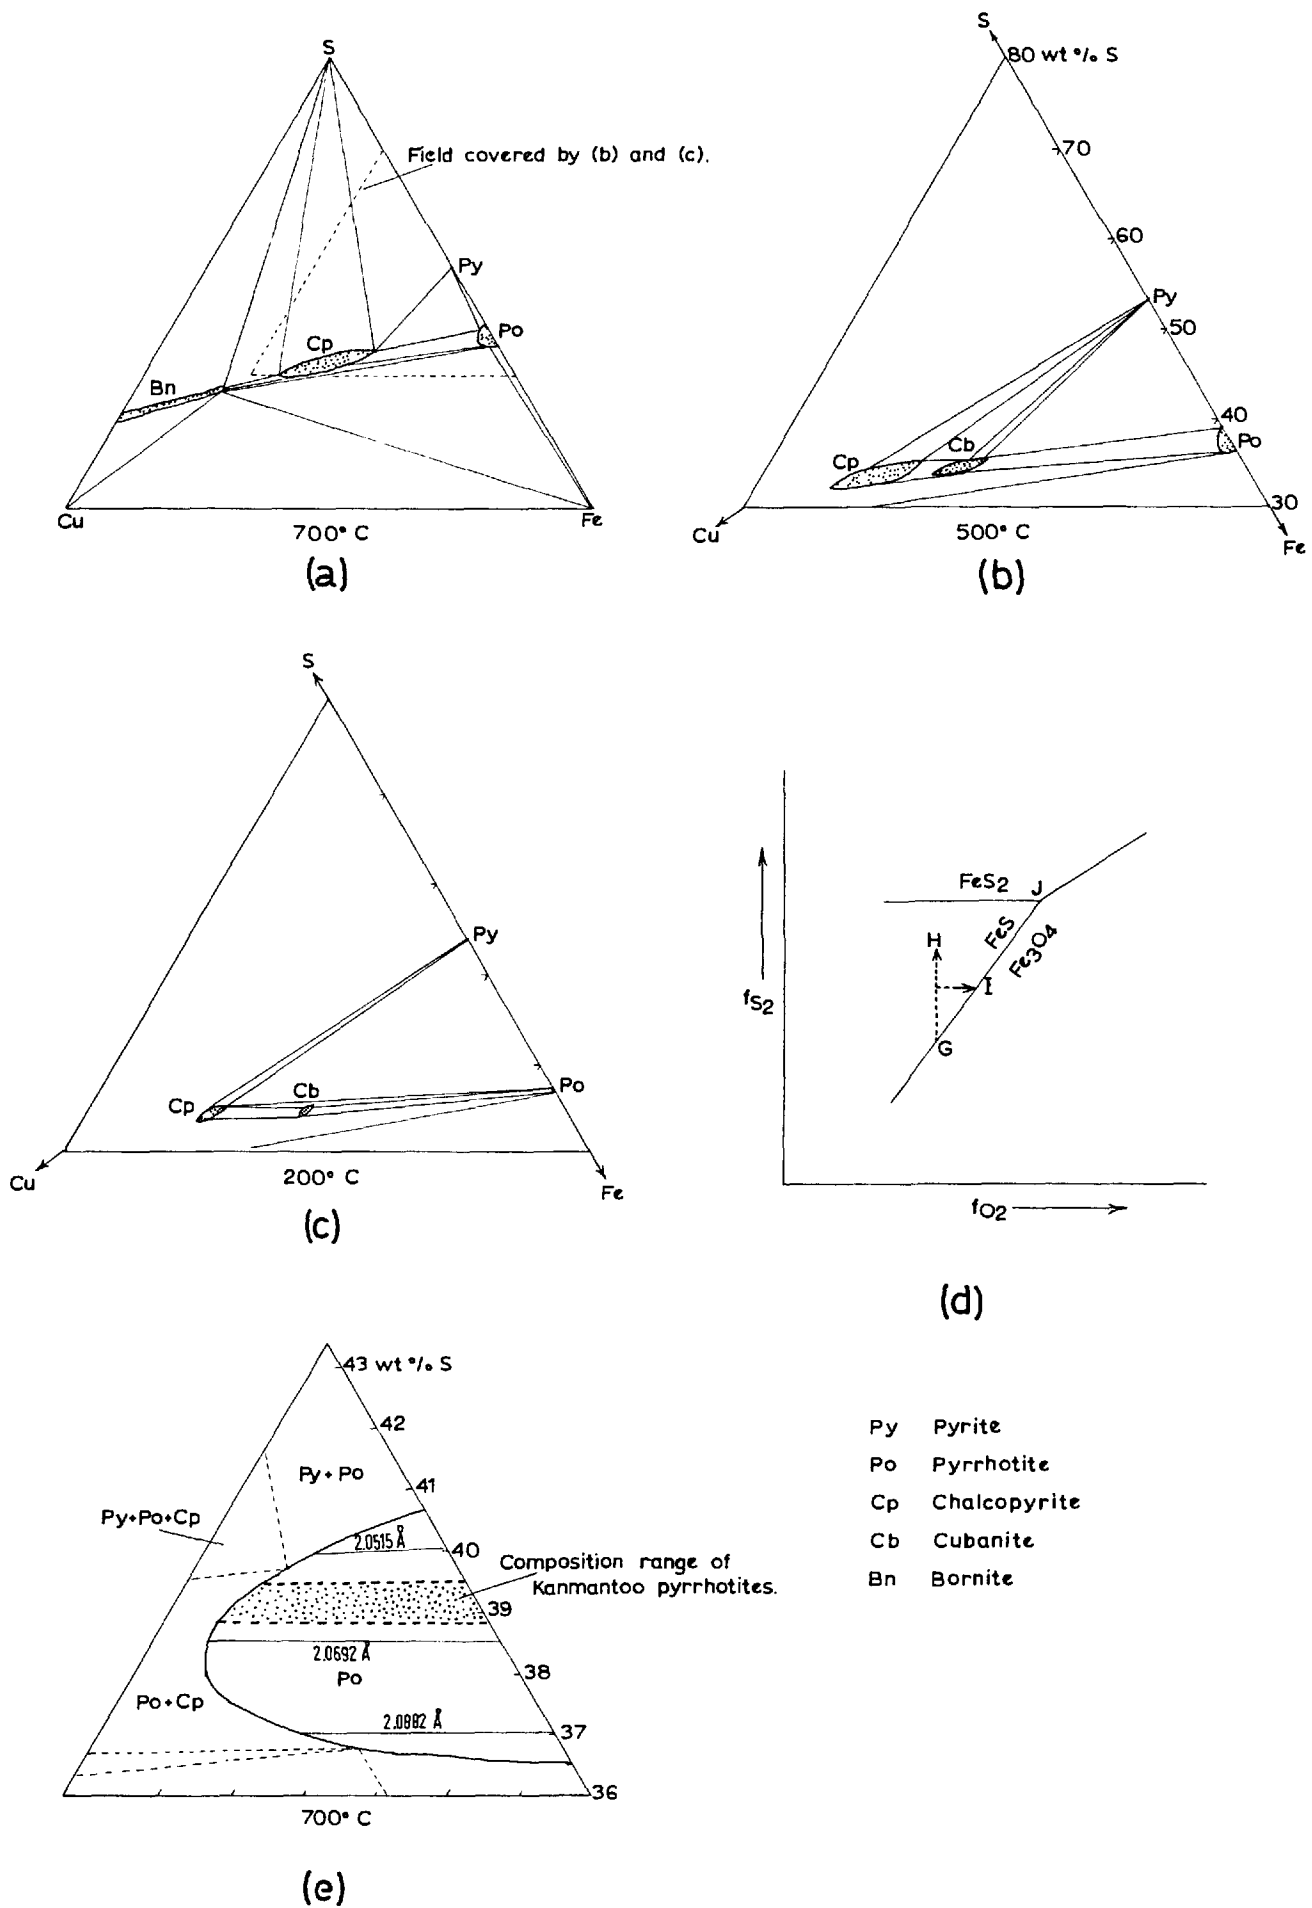 S
Field covered by (b) and (c).
Py
Po
Cp
Bn
Cu
Fe
700° C
(a)
S
80 wt % S
70
60
Py
50
40
Po
Cb
Cp
30
Cu
Fe
500° C
(b)
S
Py
Po
Cb
Cp
Cu
Fe
200° C
(c)
FeS2
J
FeS
Fe3O4
H
I
G
fS2
fO2
(d)
43 wt % S
42
Py + Po
41
Py+Po+Cp
2.0515 Å
40
Composition range of
Kanmantoo pyrrhotites.
39
2.0692 Å
Po
38
Po+Cp
2.0882 Å
37
36
700° C
(e)
Py Pyrite
Po Pyrrhotite
Cp Chalcopyrite
Cb Cubanite
Bn Bornite